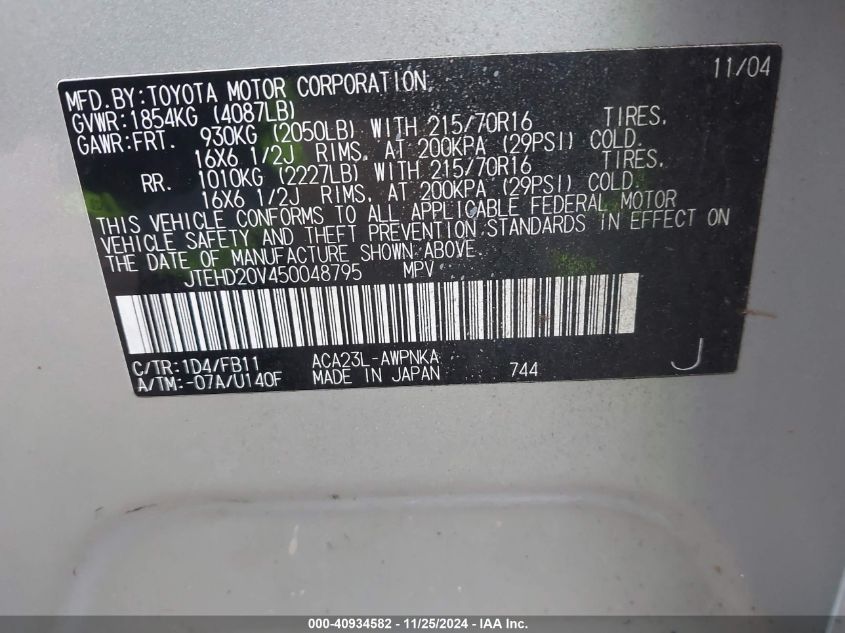 11/04
MFD.BY:TOYOTA MOTOR CORPORATION
GVWR:1854KG (4087LB)
GAWR:FRT. 930KG (2050LB) WITH 215/70R16 TIRES,
16X6 1/2J RIMS, AT 200KPA (29PSI) COLD.
RR. 1010KG (2227LB) WITH 215/70R16 TIRES,
16X6 1/2J RIMS, AT 200KPA (29PSI) COLD.
THIS VEHICLE CONFORMS TO ALL APPLICABLE FEDERAL MOTOR
VEHICLE SAFETY AND THEFT PREVENTION STANDARDS IN EFFECT ON
THE DATE OF MANUFACTURE SHOWN ABOVE.
JTEHD20V450048795 MPV
C/TR:1D4/FB11 ACA23L-AWPNKA
A/TM:-07A/U140F MADE IN JAPAN 744 J
000-40934582 - 11/25/2024 - IAA Inc.